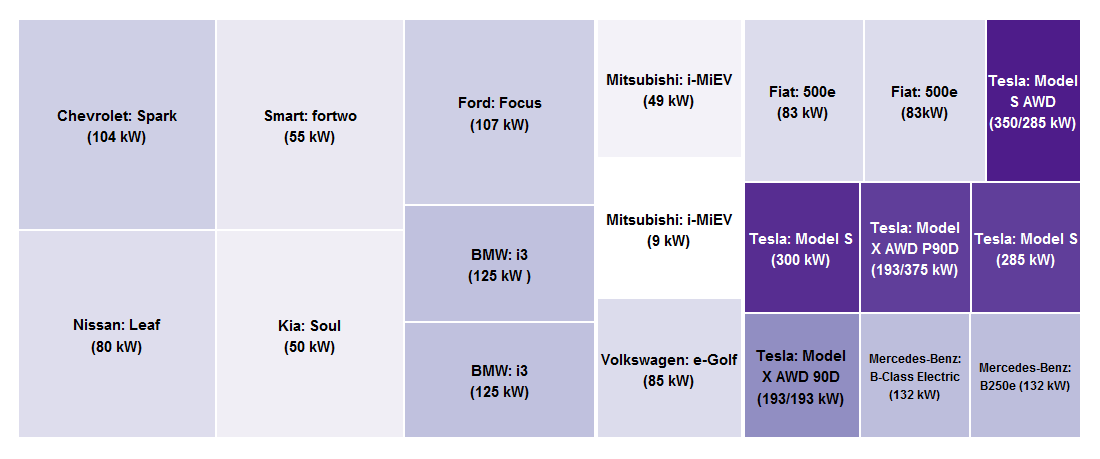 Chevrolet: Spark
(104 kW)
Nissan: Leaf
(80 kW)
Smart: fortwo
(55 kW)
Kia: Soul
(50 kW)
Ford: Focus
(107 kW)
BMW: i3
(125 kW )
BMW: i3
(125 kW)
Mitsubishi: i-MiEV
(49 kW)
Mitsubishi: i-MiEV
(9 kW)
Volkswagen: e-Golf
(85 kW)
Fiat: 500e
(83 kW)
Fiat: 500e
(83kW)
Tesla: Model
S AWD
(350/285 kW)
Tesla: Model S
(300 kW)
Tesla: Model
X AWD P90D
(193/375 kW)
Tesla: Model S
(285 kW)
Tesla: Model
X AWD 90D
(193/193 kW)
Mercedes-Benz:
B-Class Electric
(132 kW)
Mercedes-Benz:
B250e (132 kW)